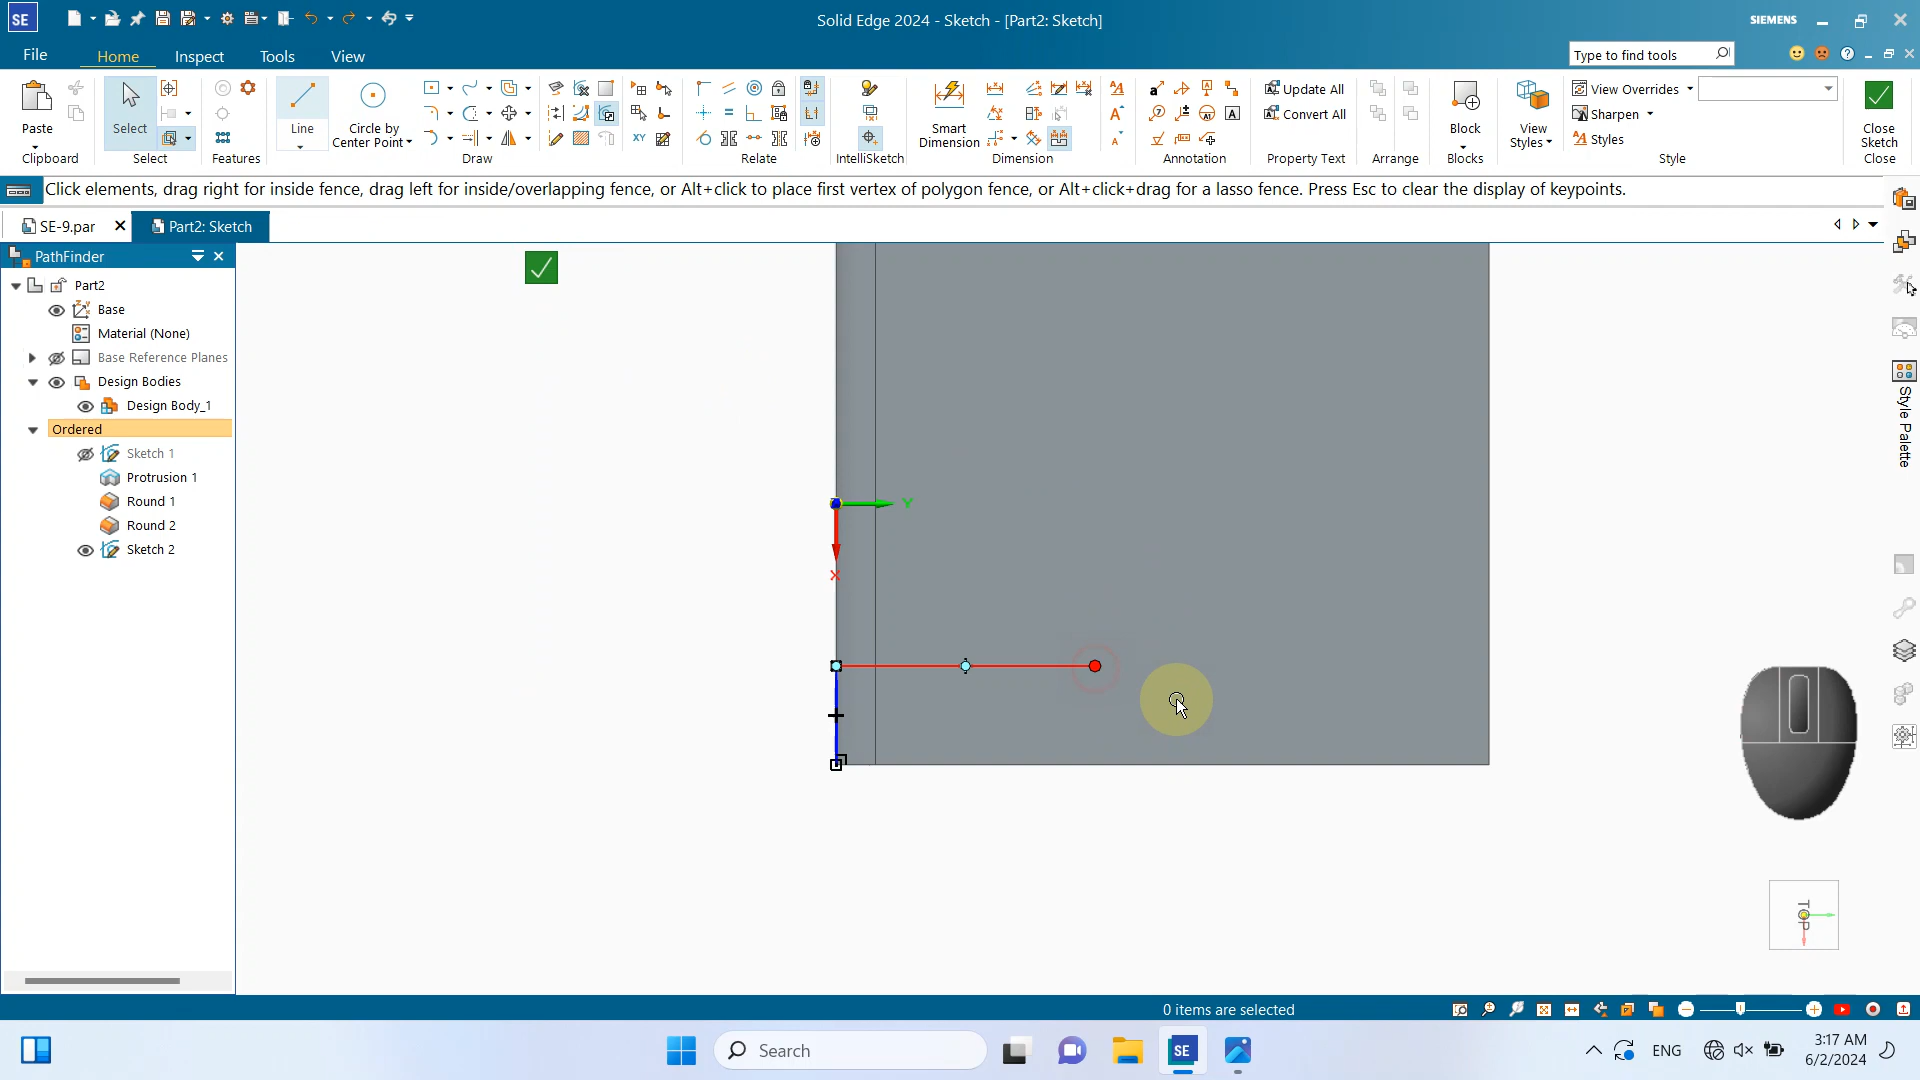 SE
Solid Edge 2024 - Sketch - [Part2: Sketch]
SIEMENS
File
Home
Inspect
Tools
View
Type to find tools
Paste
Clipboard
Select
Select
Features
Line
Circle by
Center Point
Draw
Relate
IntelliSketch
Smart
Dimension
Dimension
Annotation
Update All
Convert All
Property Text
Arrange
Block
Blocks
View
Styles
View Overrides
Sharpen
Styles
Style
Close
Sketch
Close
Click elements, drag right for inside fence, drag left for inside/overlapping fence, or Alt+click to place first vertex of polygon fence, or Alt+click+drag for a lasso fence. Press Esc to clear the display of keypoints.
SE-9.par
Part2: Sketch
PathFinder
Part2
Base
Material (None)
Base Reference Planes
Design Bodies
Design Body_1
Ordered
Sketch 1
Protrusion 1
Round 1
Round 2
Sketch 2
Y
X
Style Palette
TOP
0 items are selected
Search
SE
ENG
3:17 AM
6/2/2024